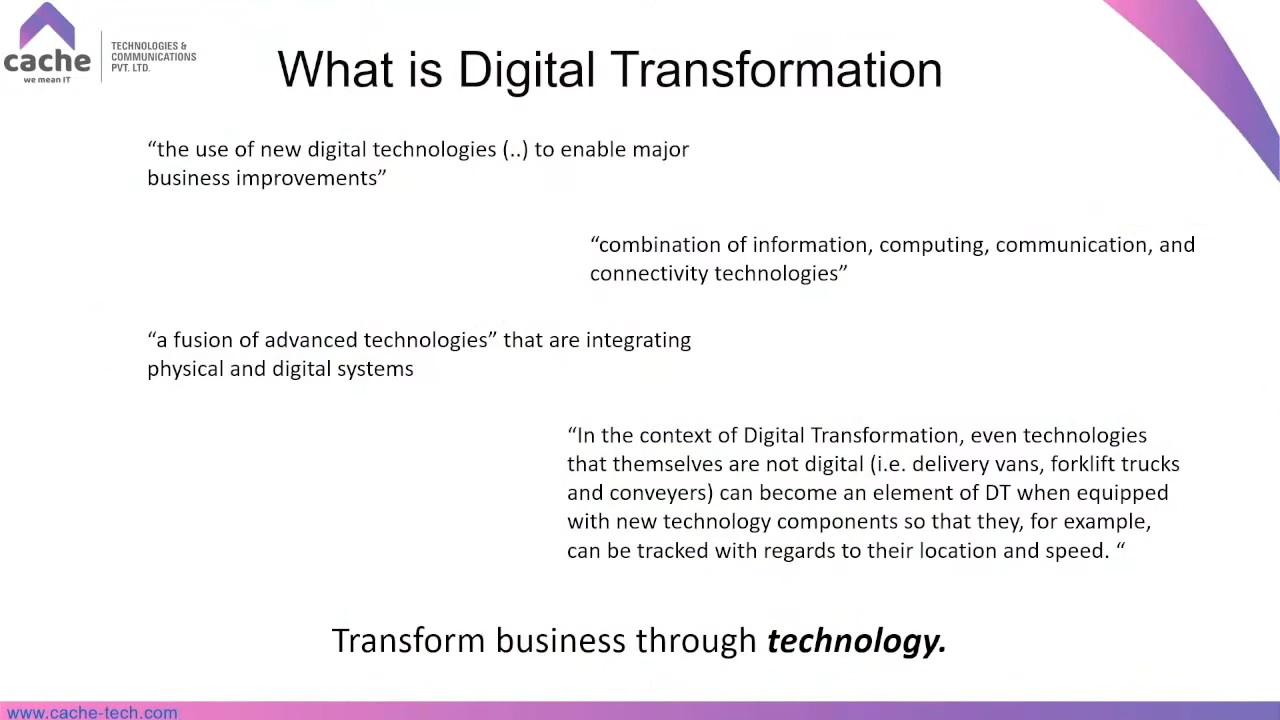 cache
we mean IT
TECHNOLOGIES &
COMMUNICATIONS
PVT. LTD.
What is Digital Transformation
“the use of new digital technologies (..) to enable major
business improvements”
“combination of information, computing, communication, and
connectivity technologies”
“a fusion of advanced technologies” that are integrating
physical and digital systems
“In the context of Digital Transformation, even technologies
that themselves are not digital (i.e. delivery vans, forklift trucks
and conveyers) can become an element of DT when equipped
with new technology components so that they, for example,
can be tracked with regards to their location and speed. “
Transform business through technology.
www.cache-tech.com